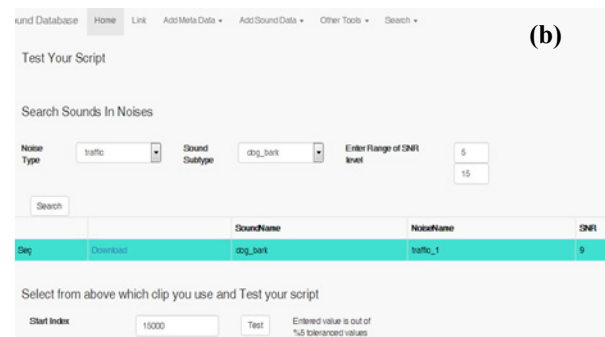 ound Database Home Link Add Meta Data Add Sound Data Other Tools Search
(b)
Test Your Script
Search Sounds In Noises
Noise Type traffic Sound Subtype dog_bark Enter Range of SNR level 5
15
Search
SoundName NoiseName SNR
Seç Download dog_bark traffic_1 9
Select from above which clip you use and Test your script
Start Index 15000 Test Entered value is out of
%5 toleranced values